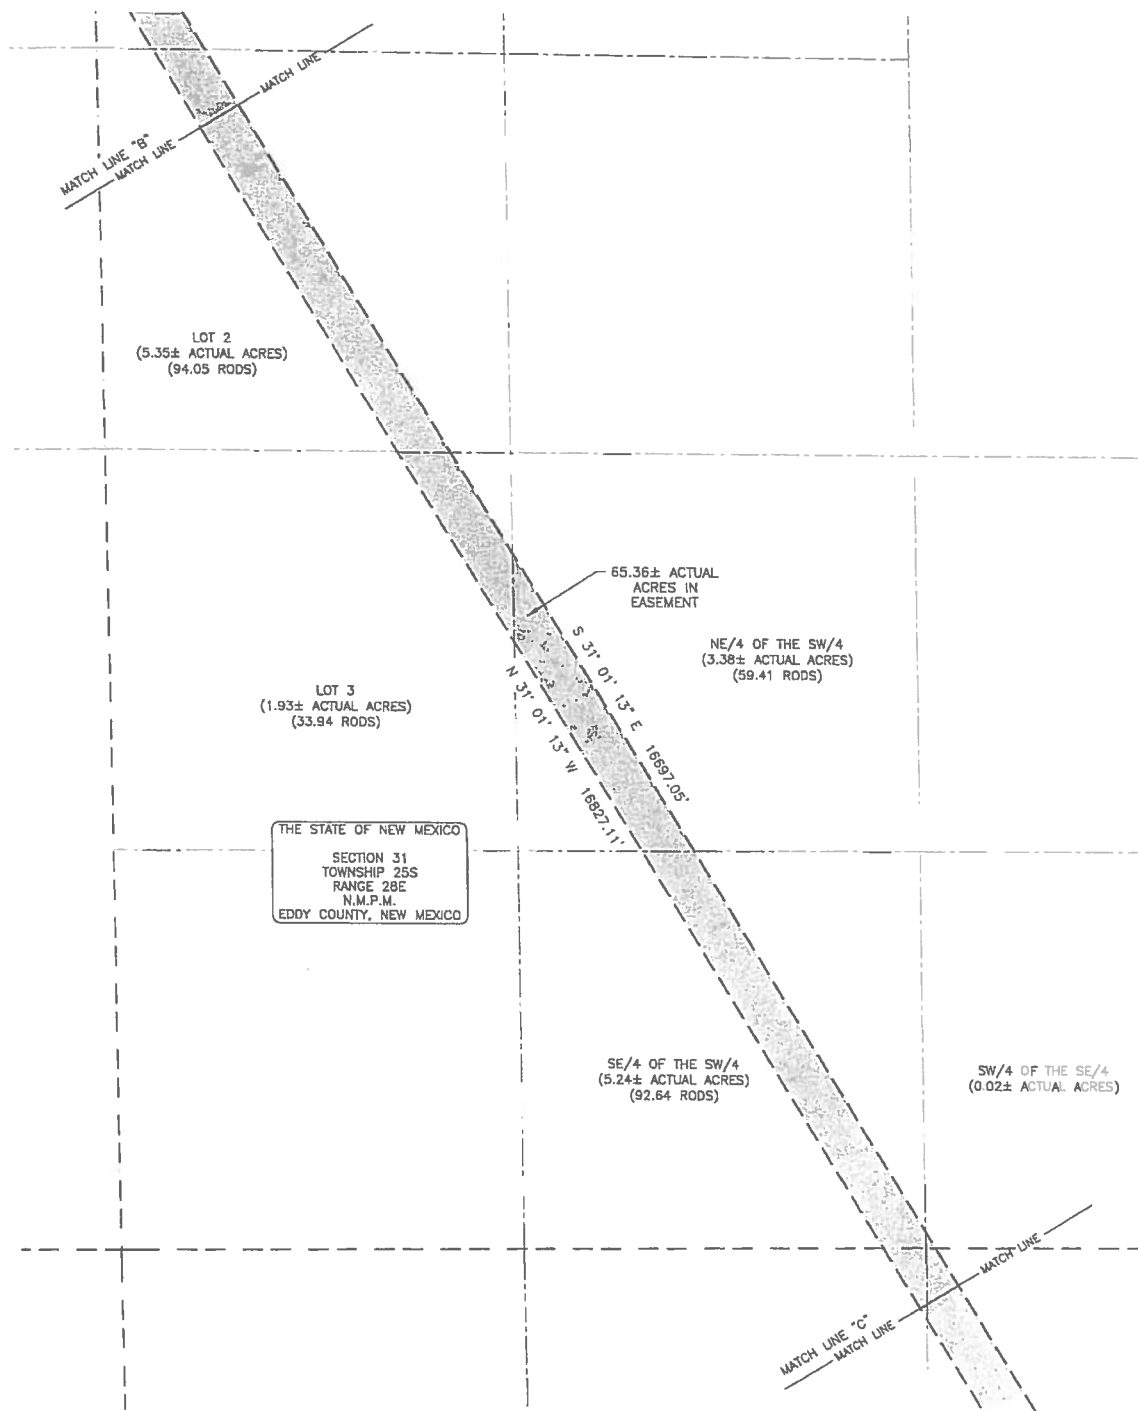 MATCH LINE
MATCH LINE "B"
MATCH LINE
LOT 2
(5.35± ACTUAL ACRES)
(94.05 RODS)
65.36± ACTUAL
ACRES IN
EASEMENT
S 31° 01' 13" E 16697.05'
NE/4 OF THE SW/4
(3.38± ACTUAL ACRES)
(59.41 RODS)
N 31° 01' 13" W 16827.11'
LOT 3
(1.93± ACTUAL ACRES)
(33.94 RODS)
THE STATE OF NEW MEXICO
SECTION 31
TOWNSHIP 25S
RANGE 28E
N.M.P.M.
EDDY COUNTY, NEW MEXICO
SE/4 OF THE SW/4
(5.24± ACTUAL ACRES)
(92.64 RODS)
SW/4 OF THE SE/4
(0.02± ACTUAL ACRES)
MATCH LINE
MATCH LINE "C"
MATCH LINE